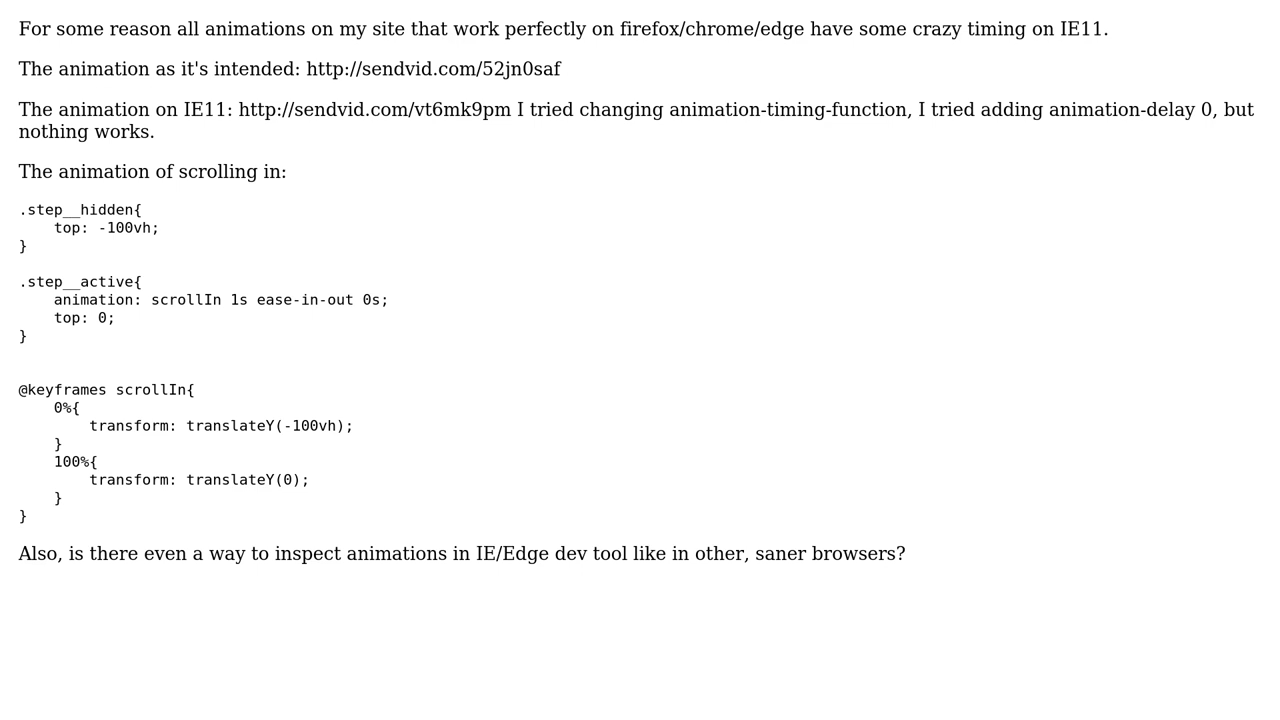 For some reason all animations on my site that work perfectly on firefox/chrome/edge have some crazy timing on IE11.
The animation as it's intended: http://sendvid.com/52jn0saf
The animation on IE11: http://sendvid.com/vt6mk9pm I tried changing animation-timing-function, I tried adding animation-delay 0, but
nothing works.
The animation of scrolling in:
.step__hidden{
    top: -100vh;
}
.step__active{
    animation: scrollIn 1s ease-in-out 0s;
    top: 0;
}
@keyframes scrollIn{
    0%{
        transform: translateY(-100vh);
    }
    100%{
        transform: translateY(0);
    }
}
Also, is there even a way to inspect animations in IE/Edge dev tool like in other, saner browsers?